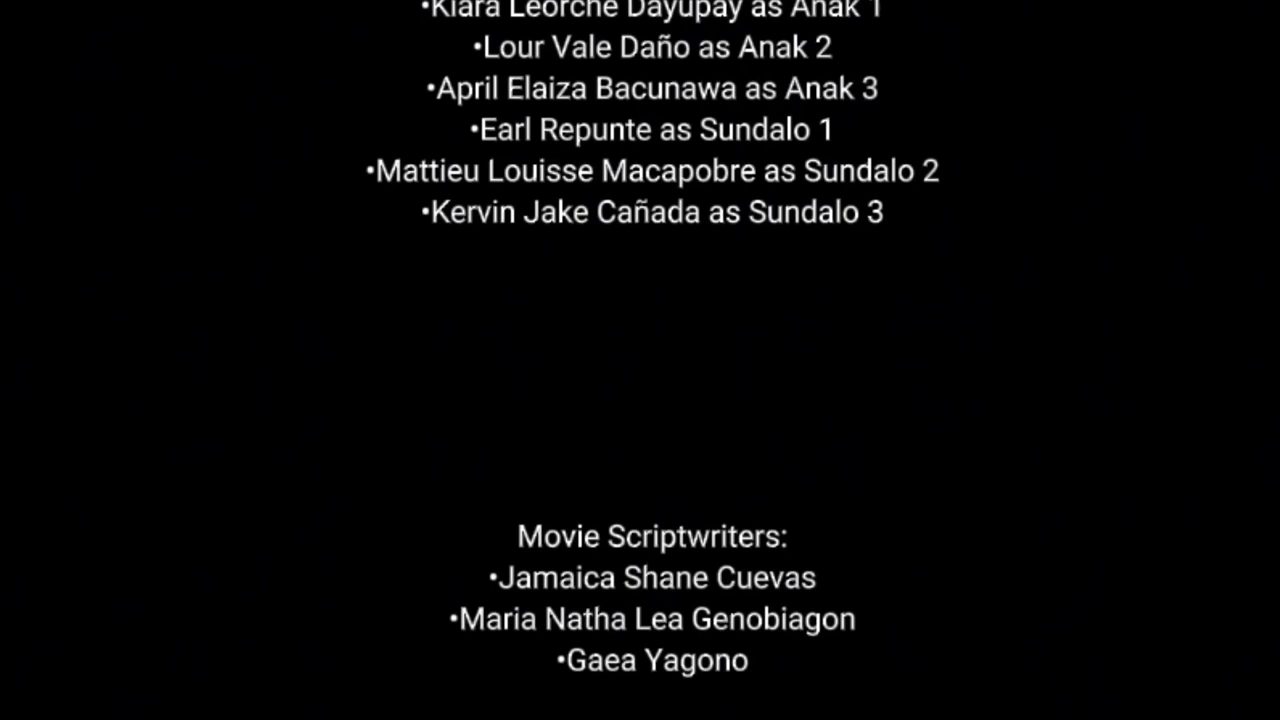 •Kiara Leorche Dayupay as Anak 1
•Lour Vale Daño as Anak 2
•April Elaiza Bacunawa as Anak 3
•Earl Repunte as Sundalo 1
•Mattieu Louisse Macapobre as Sundalo 2
•Kervin Jake Cañada as Sundalo 3
Movie Scriptwriters:
•Jamaica Shane Cuevas
•Maria Natha Lea Genobiagon
•Gaea Yagono